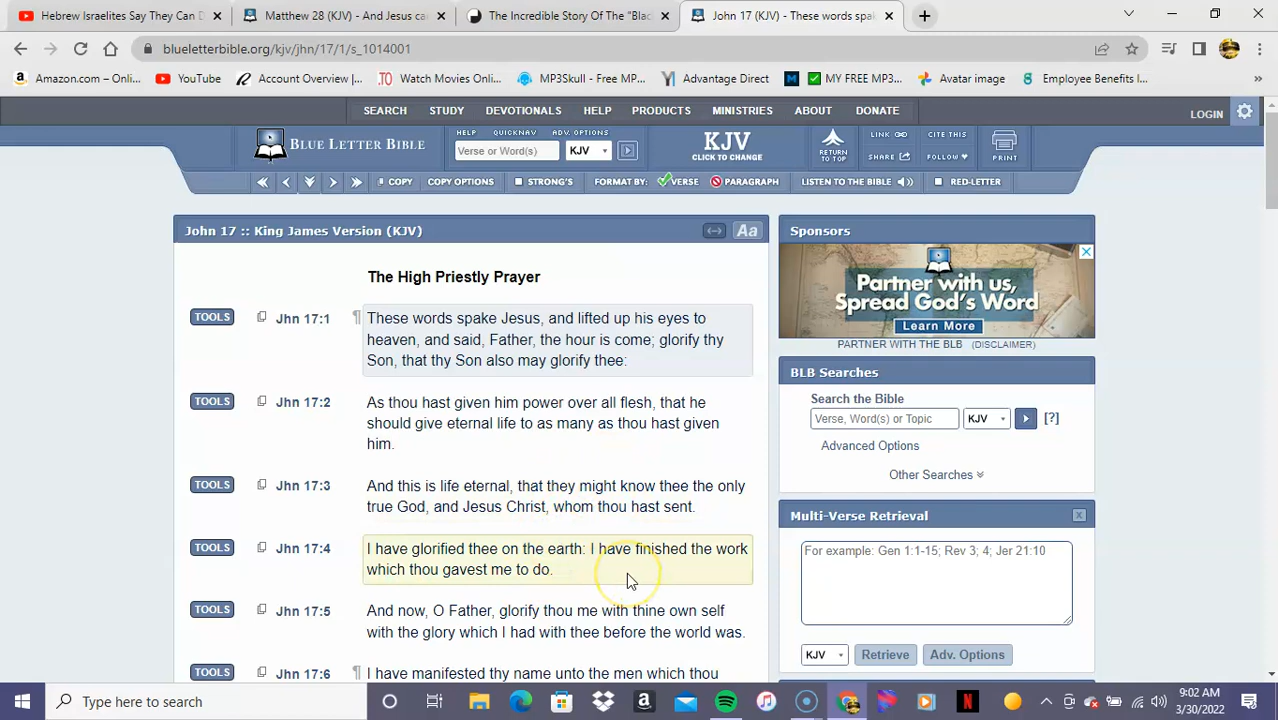 Hebrew Israelites Say They Can D
Matthew 28 (KJV) - And Jesus ca
The Incredible Story Of The "Blac
John 17 (KJV) - These words spak
blueletterbible.org/kjv/jhn/17/1/s_1014001
Amazon.com – Onli...
YouTube
Account Overview |...
Watch Movies Onlin...
MP3Skull - Free MP...
Advantage Direct
MY FREE MP3...
Avatar image
Employee Benefits I...
SEARCH STUDY DEVOTIONALS HELP PRODUCTS MINISTRIES ABOUT DONATE
LOGIN
BLUE LETTER BIBLE
HELP QUICKNAV ADV. OPTIONS
Verse or Word(s) KJV
KJV
CLICK TO CHANGE
RETURN
TO TOP
LINK
CITE THIS
SHARE
FOLLOW
PRINT
COPY COPY OPTIONS STRONG'S FORMAT BY: VERSE PARAGRAPH LISTEN TO THE BIBLE RED-LETTER
John 17 :: King James Version (KJV)
Aa
The High Priestly Prayer
TOOLS Jhn 17:1 ¶ These words spake Jesus, and lifted up his eyes to
heaven, and said, Father, the hour is come; glorify thy
Son, that thy Son also may glorify thee:
TOOLS Jhn 17:2 As thou hast given him power over all flesh, that he
should give eternal life to as many as thou hast given
him.
TOOLS Jhn 17:3 And this is life eternal, that they might know thee the only
true God, and Jesus Christ, whom thou hast sent.
TOOLS Jhn 17:4 I have glorified thee on the earth: I have finished the work
which thou gavest me to do.
TOOLS Jhn 17:5 And now, O Father, glorify thou me with thine own self
with the glory which I had with thee before the world was.
TOOLS Jhn 17:6 ¶ I have manifested thy name unto the men which thou
Sponsors
Partner with us,
Spread God's Word
Learn More
PARTNER WITH THE BLB (DISCLAIMER)
BLB Searches
Search the Bible
Verse, Word(s) or Topic KJV [?]
Advanced Options
Other Searches
Multi-Verse Retrieval
For example: Gen 1:1-15; Rev 3; 4; Jer 21:10
KJV Retrieve Adv. Options
Type here to search
9:02 AM
3/30/2022